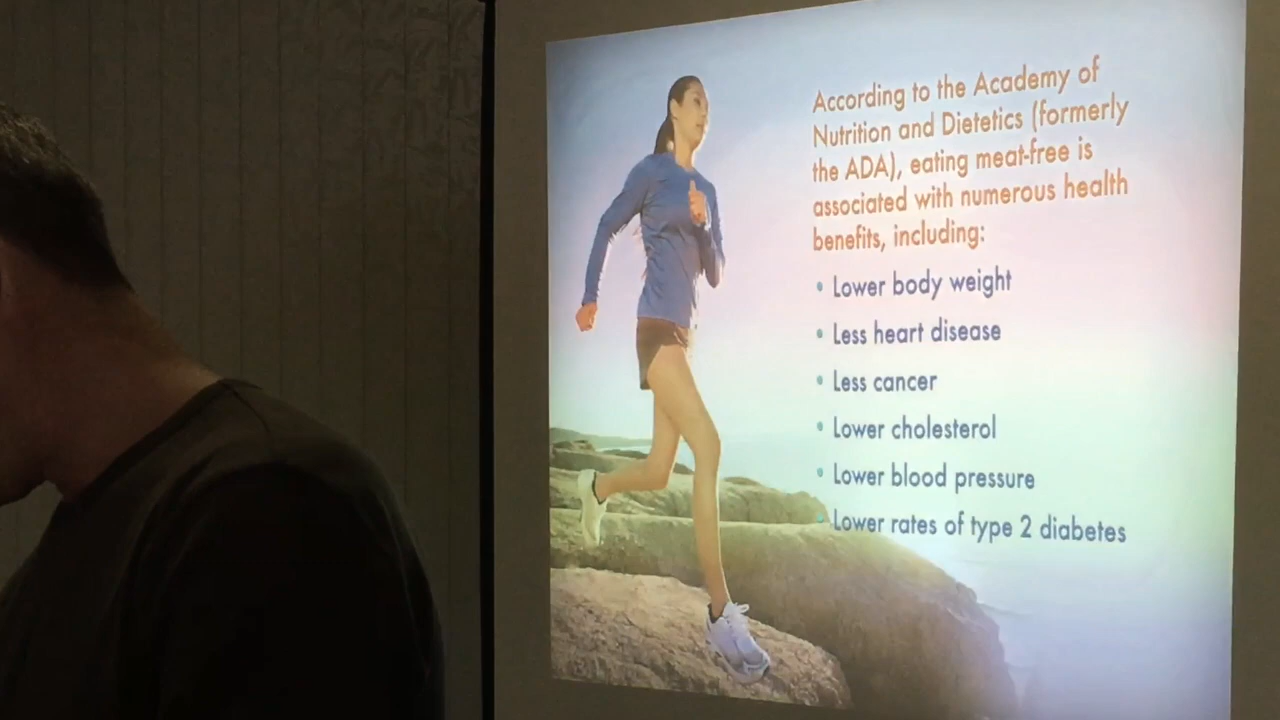 According to the Academy of
Nutrition and Dietetics (formerly
the ADA), eating meat-free is
associated with numerous health
benefits, including:
• Lower body weight
• Less heart disease
• Less cancer
• Lower cholesterol
• Lower blood pressure
• Lower rates of type 2 diabetes